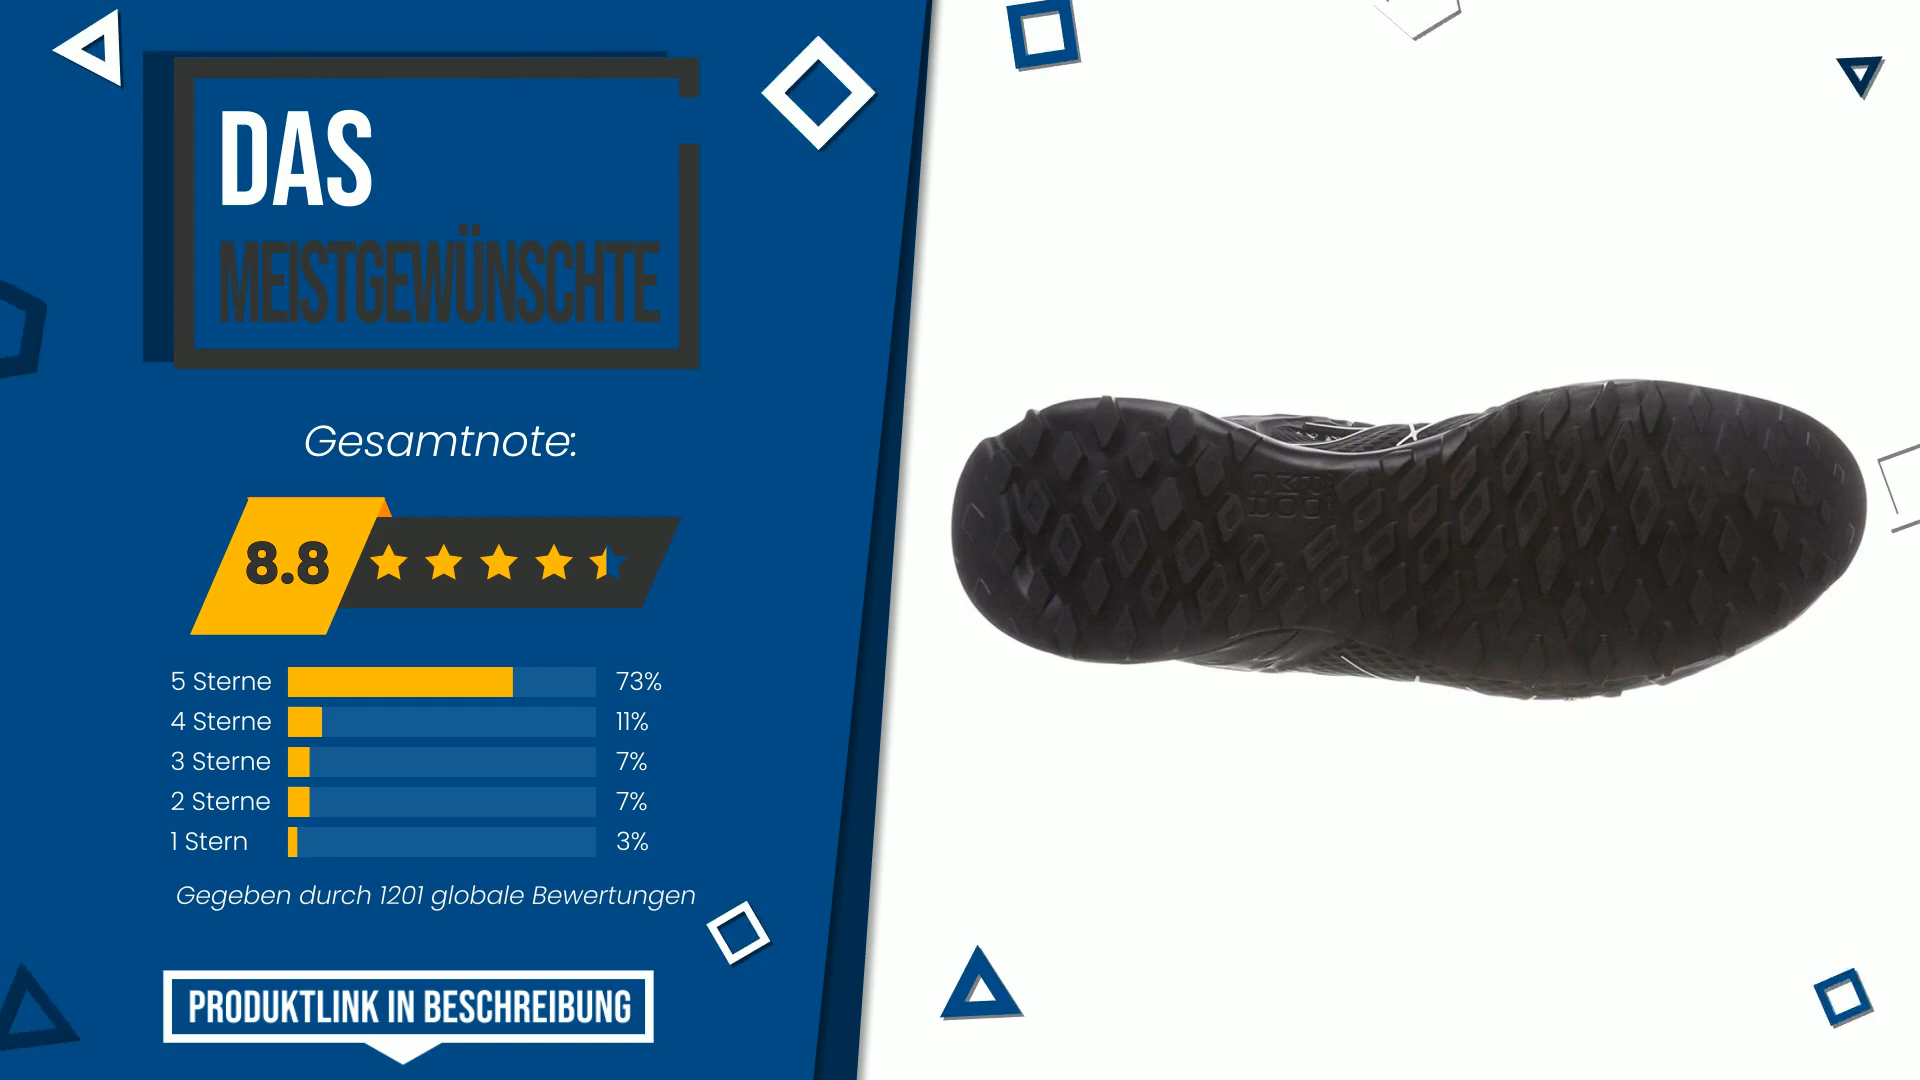 DAS
MEISTGEWÜNSCHTE
Gesamtnote:
8.8
5 Sterne 73%
4 Sterne 11%
3 Sterne 7%
2 Sterne 7%
1 Stern 3%
Gegeben durch 1201 globale Bewertungen
PRODUKTLINK IN BESCHREIBUNG